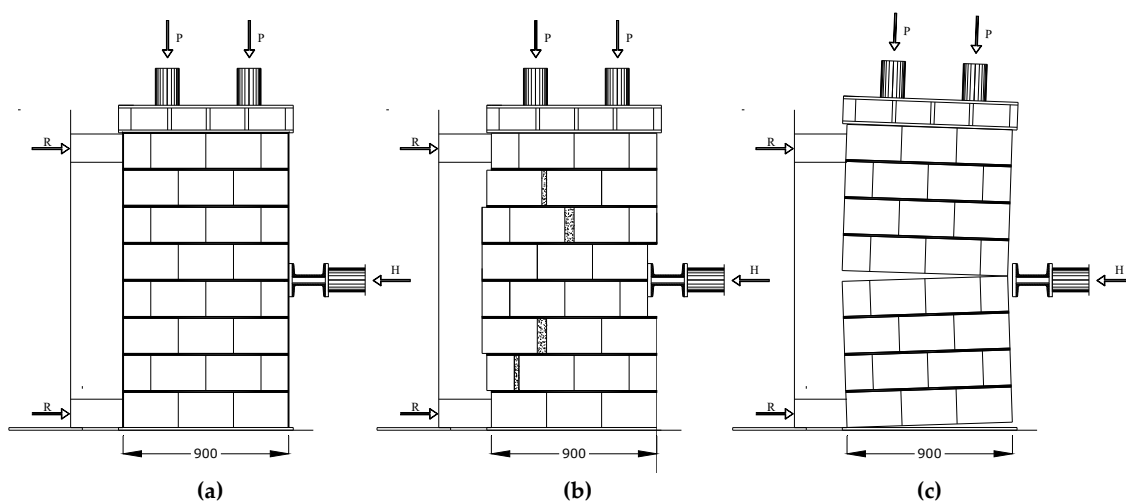 P P P P P P
R R R
H H H
R R R
900 900 900
(a) (b) (c)